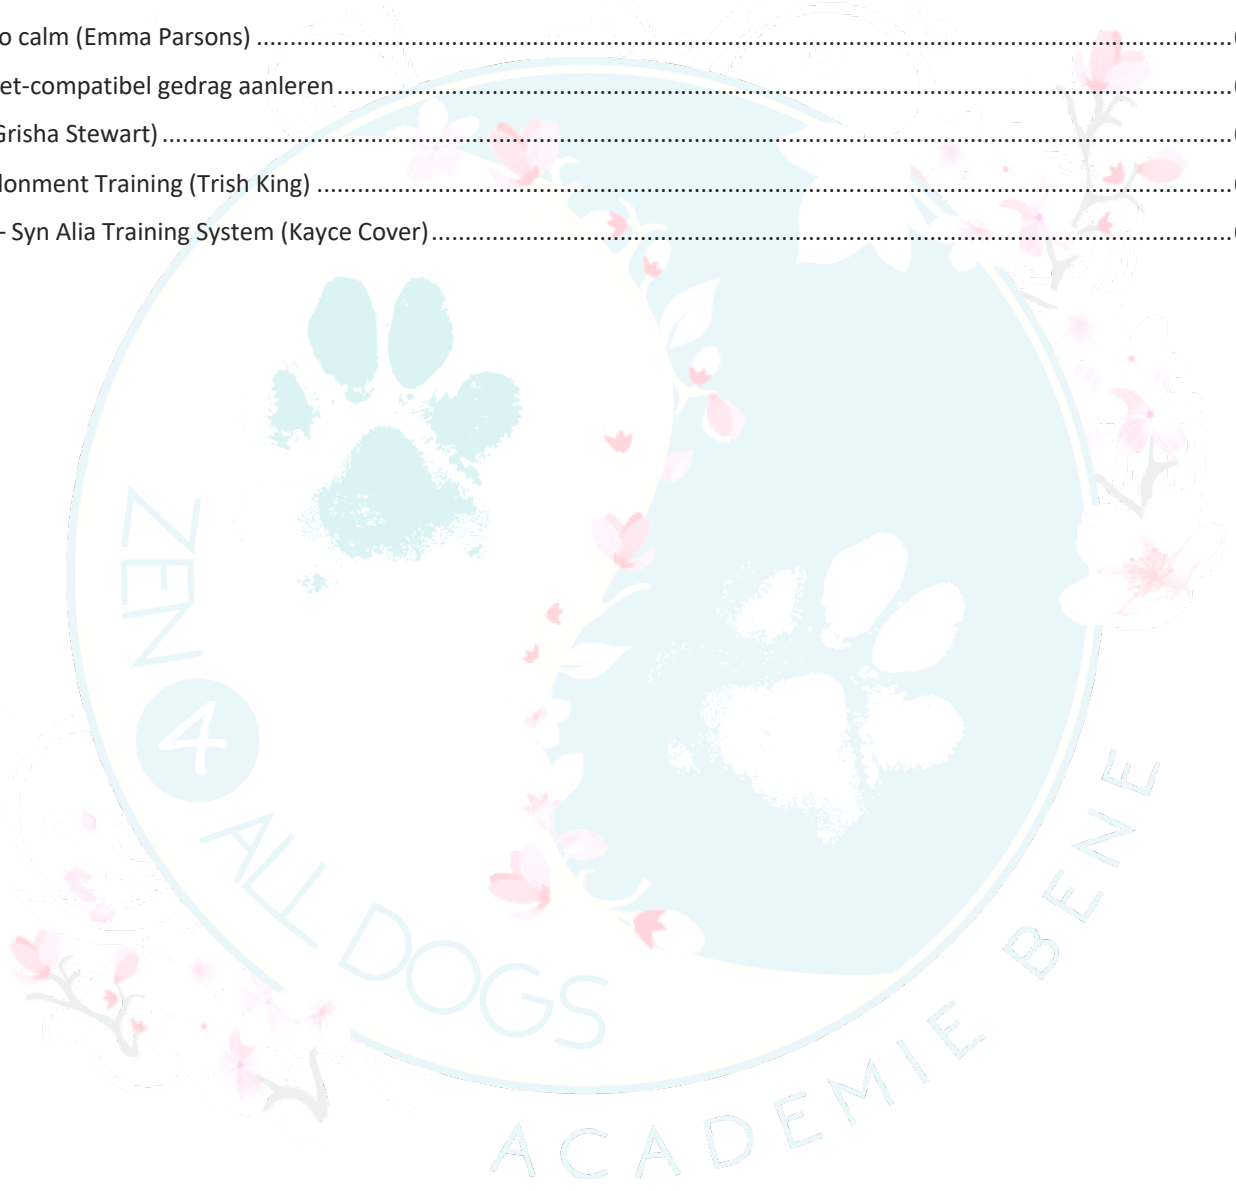 o calm (Emma Parsons) ........................................................................................................................
et-compatibel gedrag aanleren ........................................................................................................................
Grisha Stewart) ........................................................................................................................
lonment Training (Trish King) ........................................................................................................................
- Syn Alia Training System (Kayce Cover) ........................................................................................................................
ZEN 4 ALL DOGS
ACADEMIE BENE